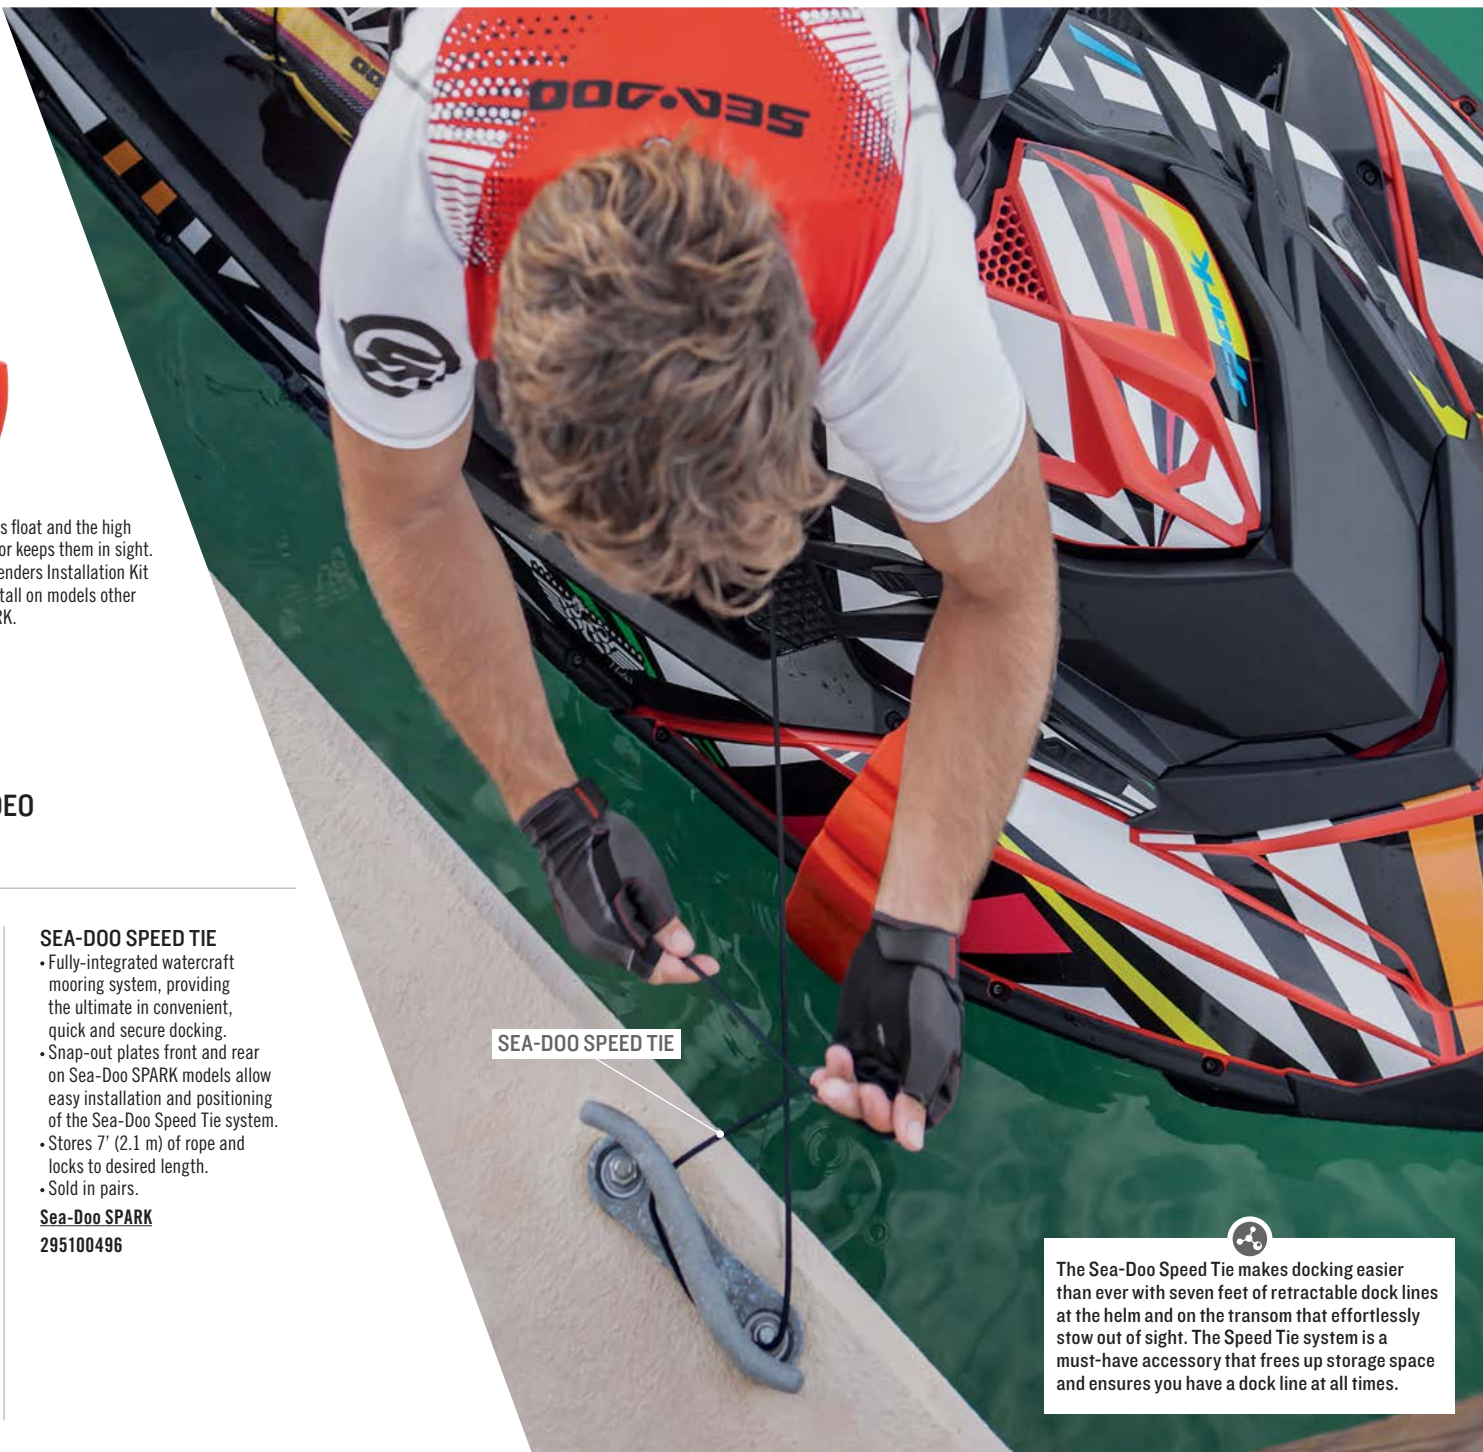 SEA-DOO
spark
s float and the high
or keeps them in sight.
enders Installation Kit
tall on models other
RK.
DEO
SEA-DOO SPEED TIE
• Fully-integrated watercraft
mooring system, providing
the ultimate in convenient,
quick and secure docking.
• Snap-out plates front and rear
on Sea-Doo SPARK models allow
easy installation and positioning
of the Sea-Doo Speed Tie system.
• Stores 7’ (2.1 m) of rope and
locks to desired length.
• Sold in pairs.
Sea-Doo SPARK
295100496
SEA-DOO SPEED TIE
The Sea-Doo Speed Tie makes docking easier
than ever with seven feet of retractable dock lines
at the helm and on the transom that effortlessly
stow out of sight. The Speed Tie system is a
must-have accessory that frees up storage space
and ensures you have a dock line at all times.